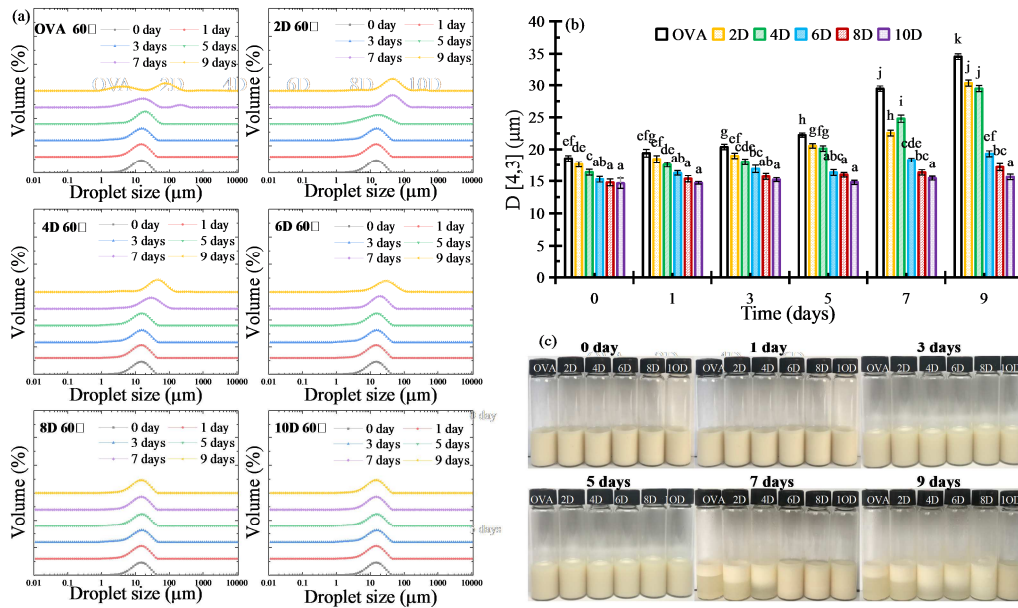 (a)
Volume (%)
OVA 60□
0 day 1 day
3 days 5 days
7 days 9 days
OVA 2D 4D
0.01 0.1 1 10 100 1000 10000
Droplet size (μm)
Volume (%)
2D 60□
0 day 1 day
3 days 5 days
7 days 9 days
6D 8D 10D
0.01 0.1 1 10 100 1000 10000
Droplet size (μm)
Volume (%)
4D 60□
0 day 1 day
3 days 5 days
7 days 9 days
0.01 0.1 1 10 100 1000 10000
Droplet size (μm)
Volume (%)
6D 60□
0 day 1 day
3 days 5 days
7 days 9 days
0.01 0.1 1 10 100 1000 10000
Droplet size (μm)
Volume (%)
8D 60□
0 day 1 day
3 days 5 days
7 days 9 days
0.01 0.1 1 10 100 1000 10000
Droplet size (μm)
Volume (%)
10D 60□
0 day 1 day
3 days 5 days
7 days 9 days
day
days
0.01 0.1 1 10 100 1000 10000
Droplet size (μm)
(b)
D [4,3] (μm)
40
35
30
25
20
15
10
5
0
OVA 2D 4D 6D 8D 10D
ef de c ab a a
efg ef de ab a a
g ef cde bc ab a
h g fg abc a a
j h i cde bc a
k j j ef bc a
0 1 3 5 7 9
Time (days)
(c)
0 day 1 day 3 days
OVA 2D 4D 6D 8D 10D
OVA 2D 4D 6D 8D 10D
OVA 2D 4D 6D 8D 10D
5 days 7 days 9 days
OVA 2D 4D 6D 8D 10D
OVA 2D 4D 6D 8D 10D
OVA 2D 4D 6D 8D 10D